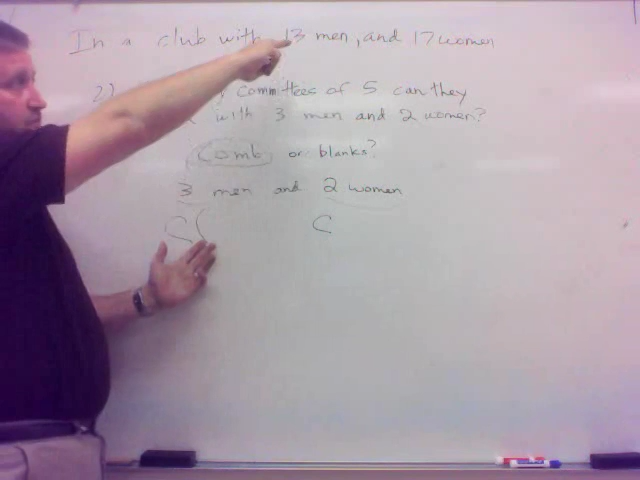 In a club with 13 men, and 17 women
2) committees of 5 can they
with 3 men and 2 women?
Comb or blanks?
3 men and 2 women
C( C